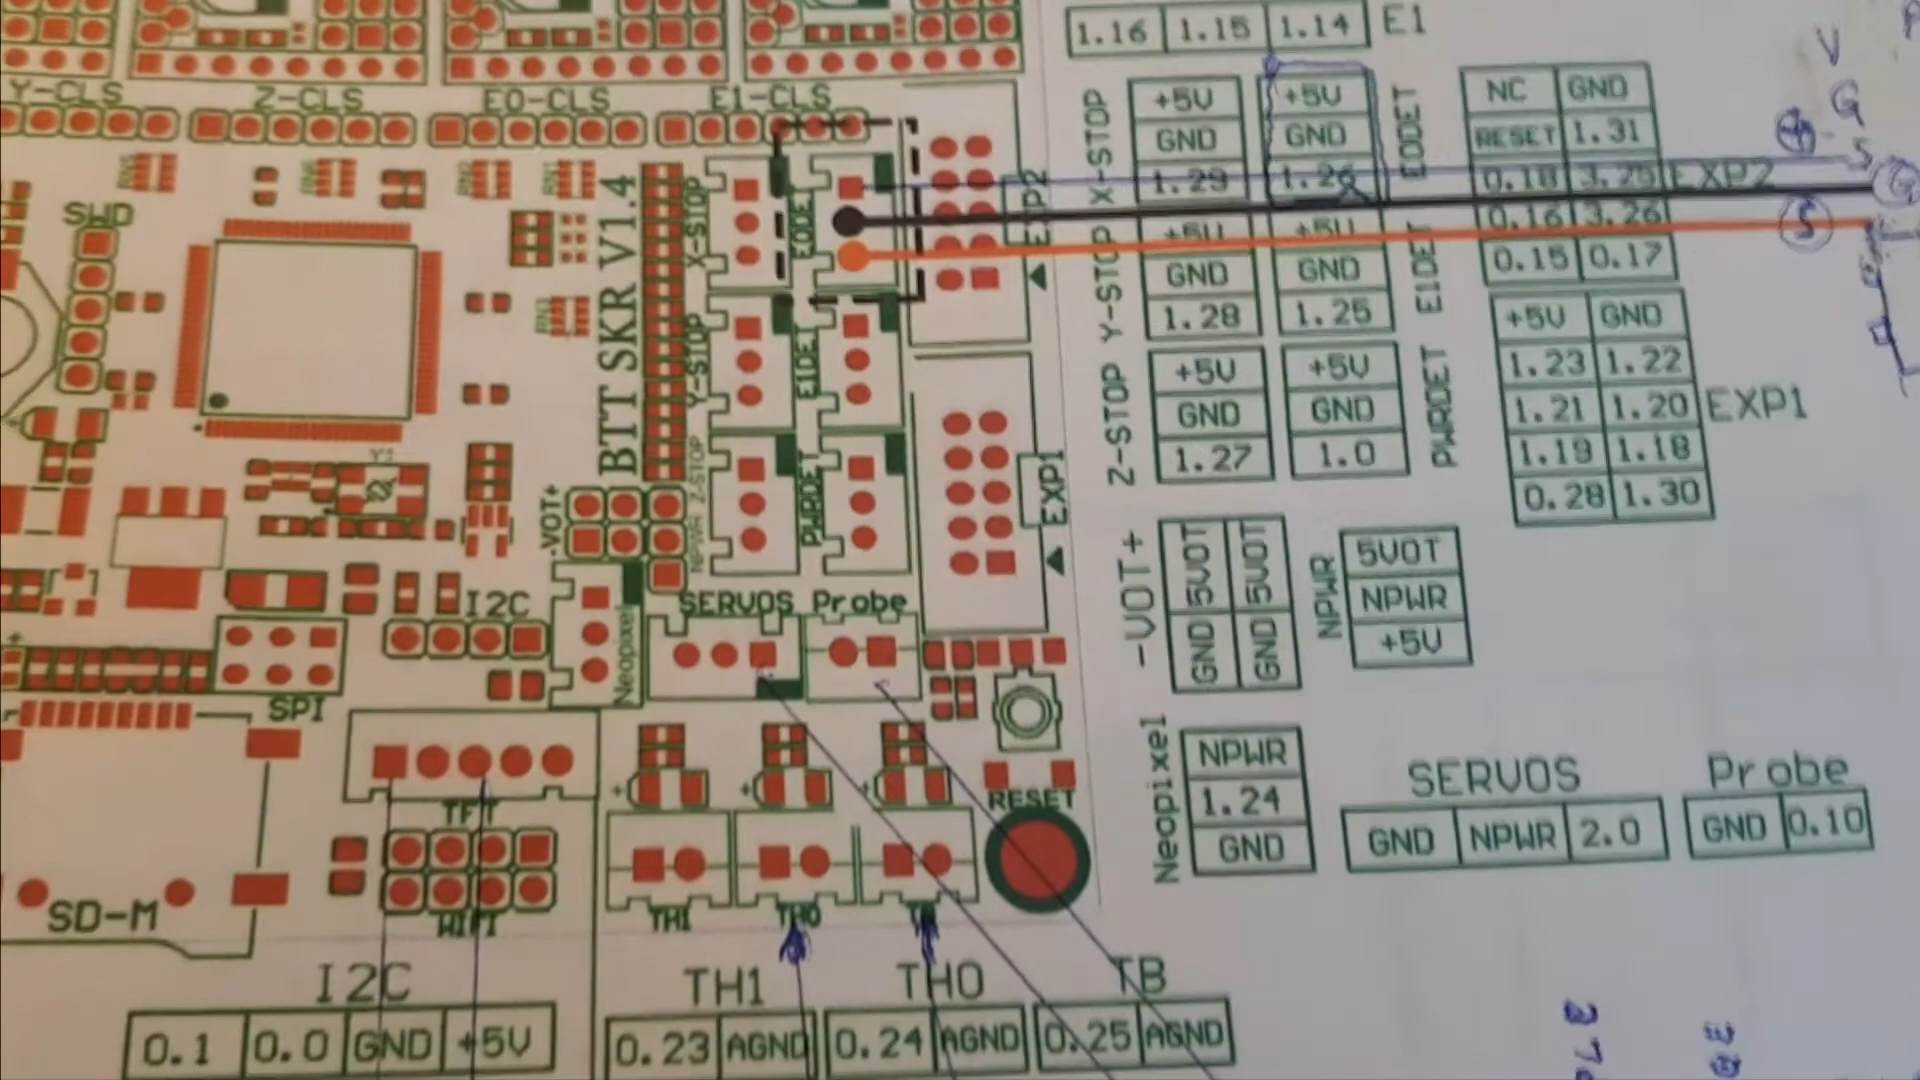 1.16 1.15 1.14 E1
Y-CLS Z-CLS E0-CLS E1-CLS
SWD
BTT SKR V1.4
X-STOP
E0DET
EXP2
Y-STOP
E1DET
Z-STOP
PWRDET
EXP1
NPWR
-VOT+
Y1
RN3
I2C
Neopixel
SERVOS Probe
SPI
TFT
WIFI
SD-M
RESET
TH1 TH0 TB
X-STOP
+5V
GND
1.29
+5V
GND
1.26
E0DET
NC GND
RESET 1.31
0.18 3.25
0.16 3.26
0.15 0.17
EXP2
Y-STOP
+5V
GND
1.28
+5V
GND
1.25
E1DET
Z-STOP
+5V
GND
1.27
+5V
GND
1.0
PWRDET
+5V GND
1.23 1.22
1.21 1.20
1.19 1.18
0.28 1.30
EXP1
-VOT+
GND 5VOT
GND 5VOT
NPWR
5VOT
NPWR
+5V
Neopixel
NPWR
1.24
GND
SERVOS
GND NPWR 2.0
Probe
GND 0.10
I2C
0.1 0.0 GND +5V
TH1
0.23 AGND
TH0
0.24 AGND
TB
0.25 AGND
V
G
S
G
S